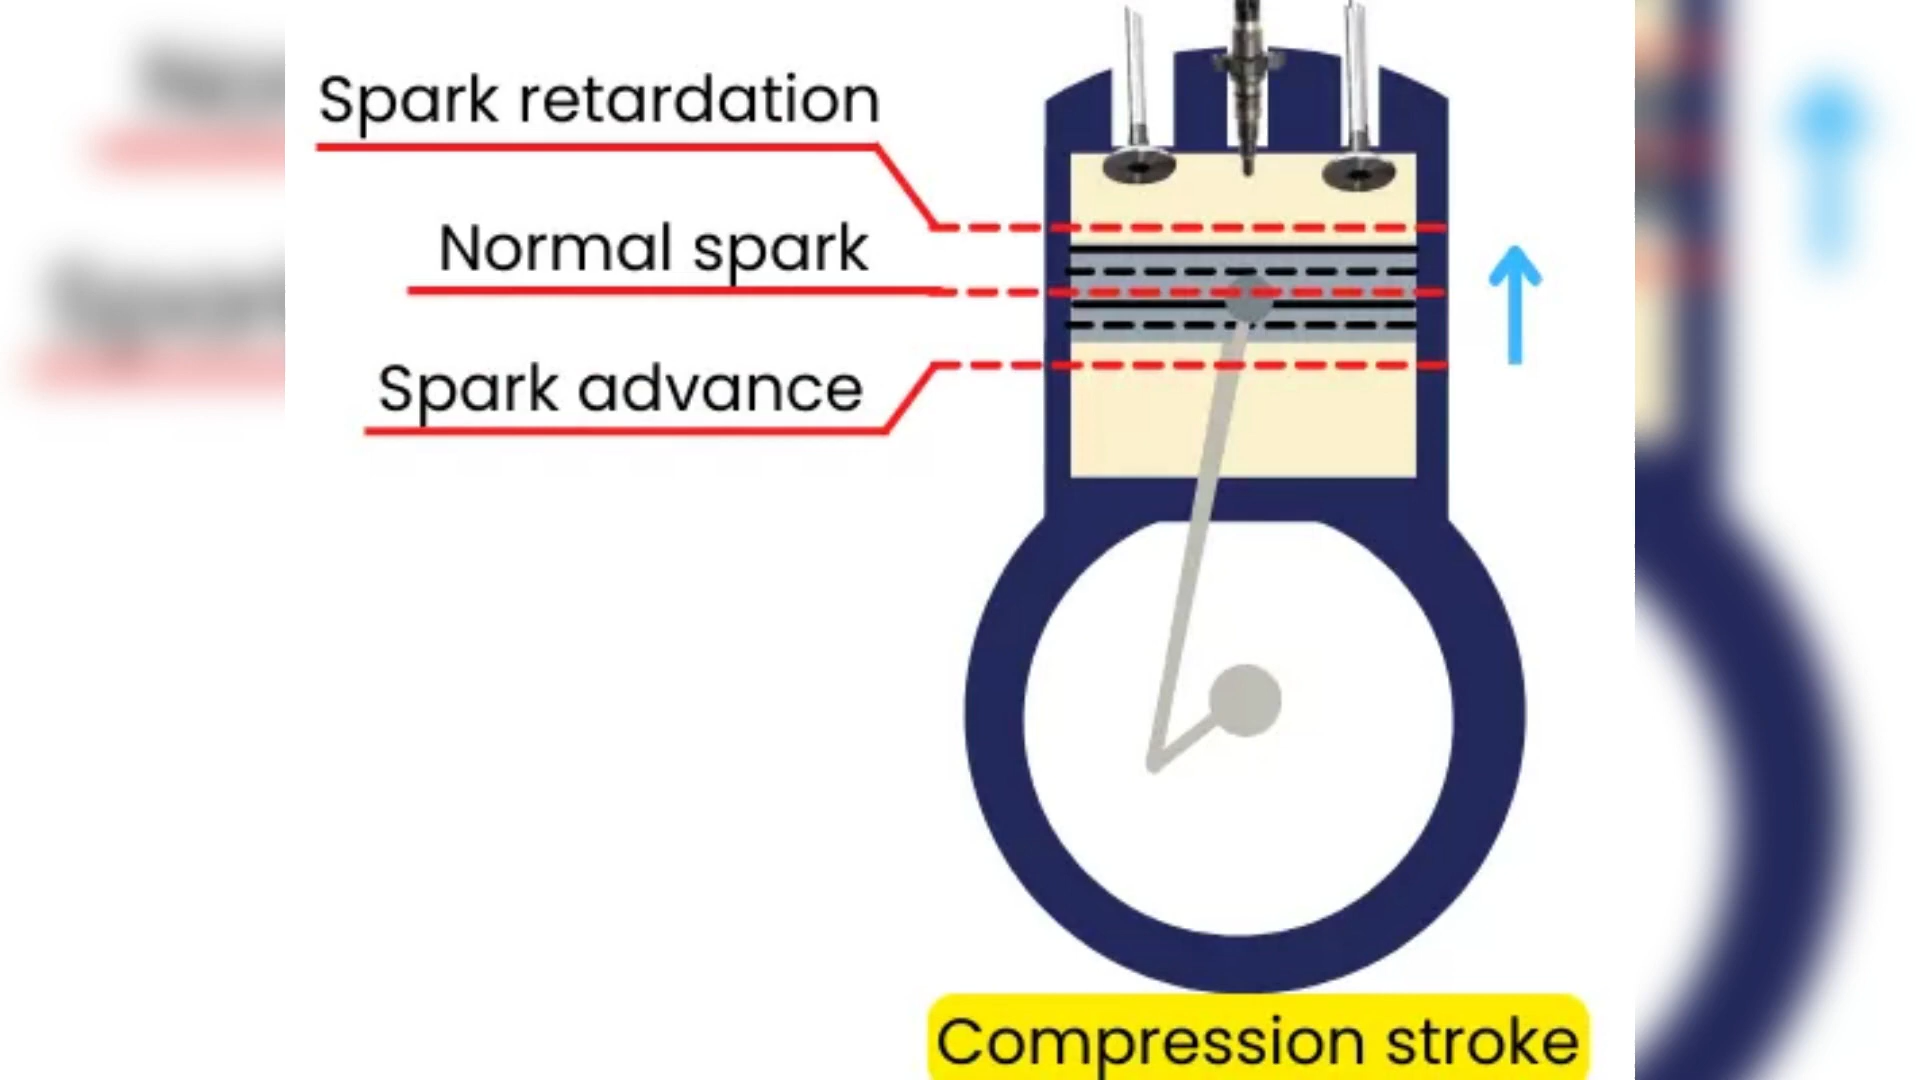 Spark retardation
Normal spark
Spark advance
Compression stroke